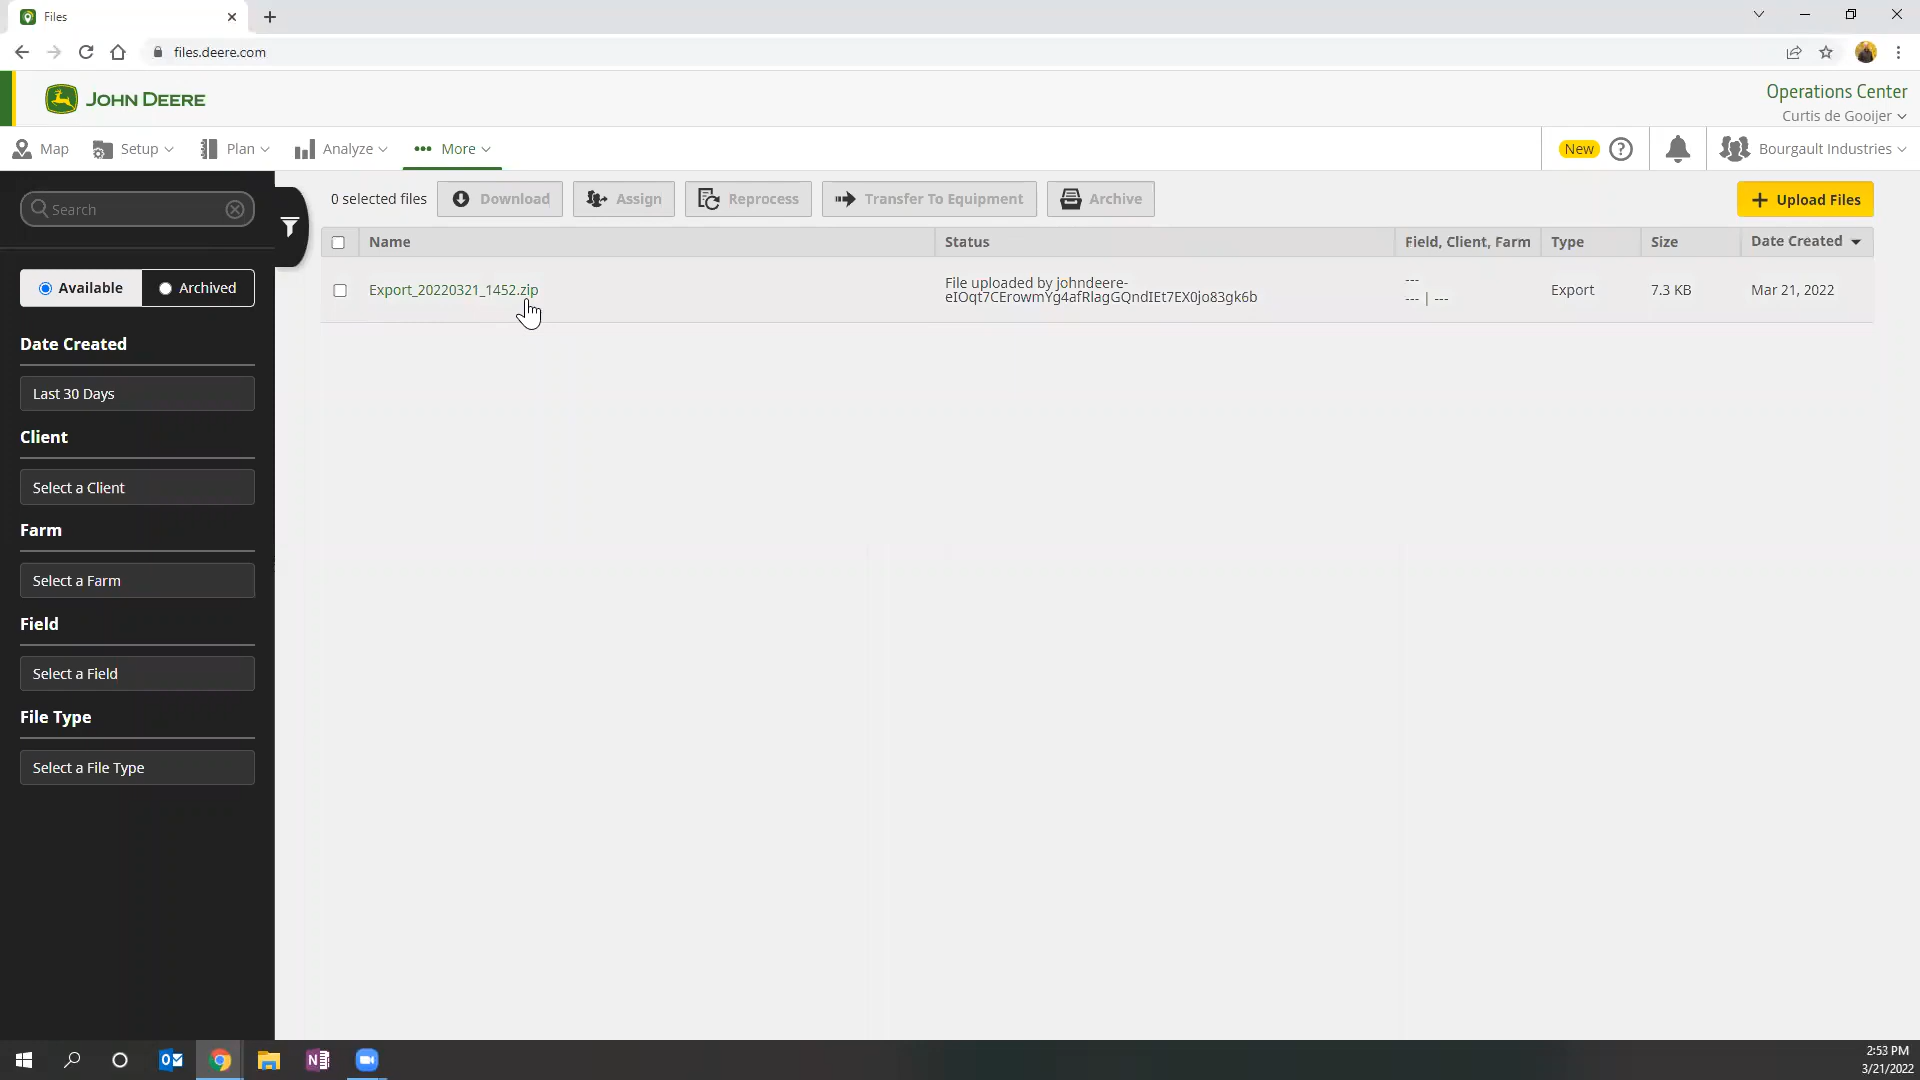 Files
files.deere.com
JOHN DEERE
Operations Center
Curtis de Gooijer
Map
Setup
Plan
Analyze
More
New
Bourgault Industries
Search
0 selected files
Download
Assign
Reprocess
Transfer To Equipment
Archive
Upload Files
Name
Status
Field, Client, Farm
Type
Size
Date Created
Export_20220321_1452.zip
File uploaded by johndeere-
eIOqt7CErowmYg4afRlagGQndIEt7EX0jo83gk6b
---
--- | ---
Export
7.3 KB
Mar 21, 2022
Available
Archived
Date Created
Last 30 Days
Client
Select a Client
Farm
Select a Farm
Field
Select a Field
File Type
Select a File Type
2:53 PM
3/21/2022